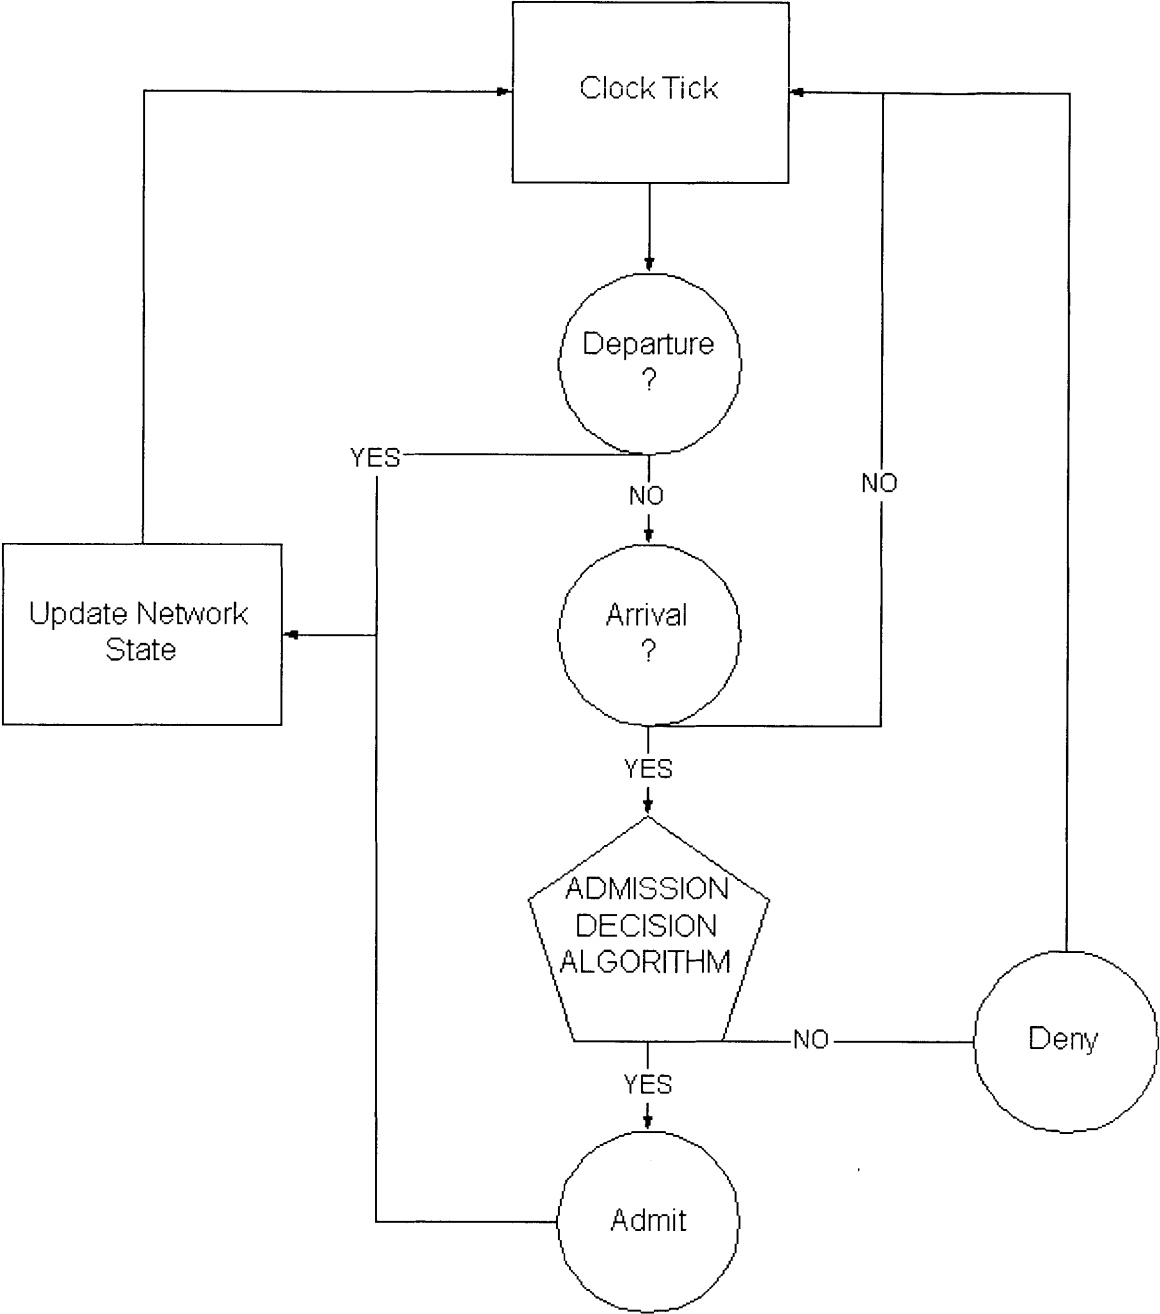 Clock Tick
Departure
?
YES
NO
NO
Update Network
State
Arrival
?
YES
ADMISSION
DECISION
ALGORITHM
NO
Deny
YES
Admit